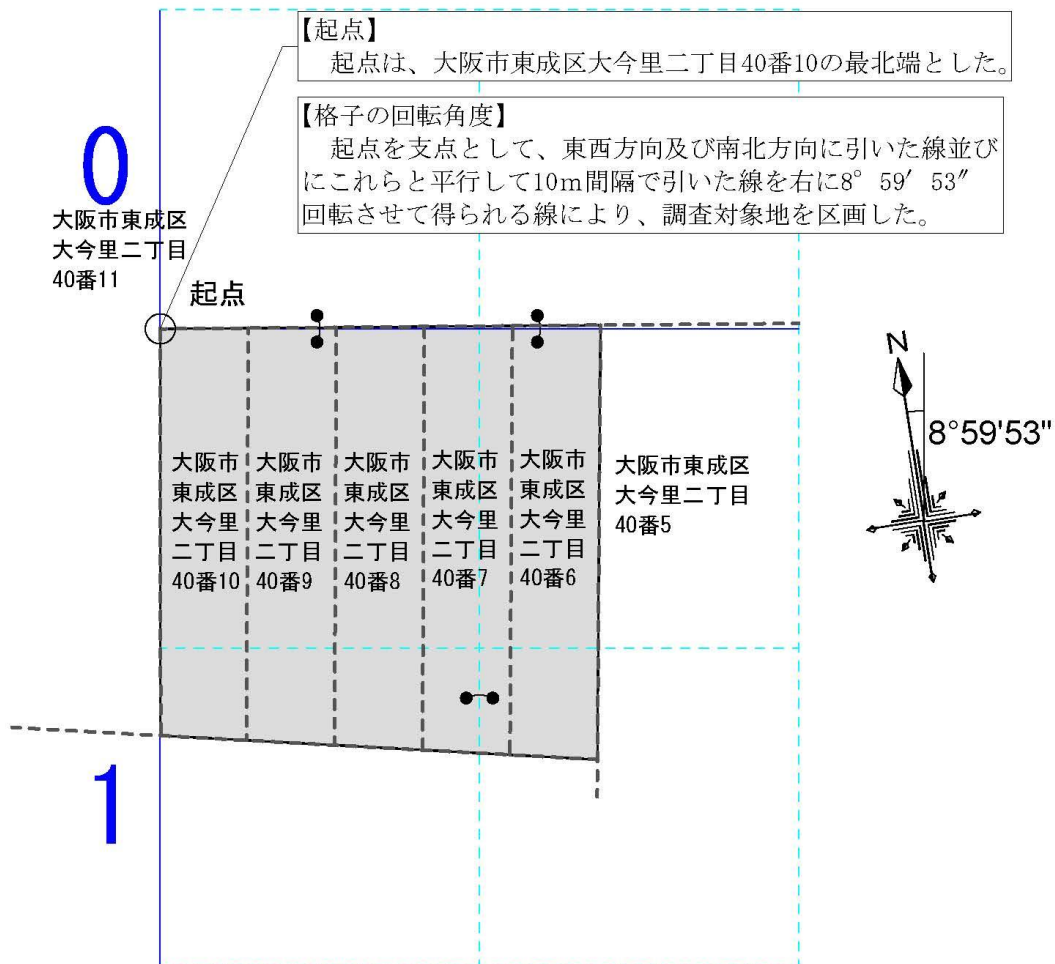 【起点】
起点は、大阪市東成区大今里二丁目40番10の最北端とした。
【格子の回転角度】
起点を支点として、東西方向及び南北方向に引いた線並び
にこれらと平行して10m間隔で引いた線を右に8°59′53″
回転させて得られる線により、調査対象地を区画した。
0
大阪市東成区
大今里二丁目
40番11
起点
N
8°59'53"
大阪市
東成区
大今里
二丁目
40番10
大阪市
東成区
大今里
二丁目
40番9
大阪市
東成区
大今里
二丁目
40番8
大阪市
東成区
大今里
二丁目
40番7
大阪市
東成区
大今里
二丁目
40番6
大阪市東成区
大今里二丁目
40番5
1